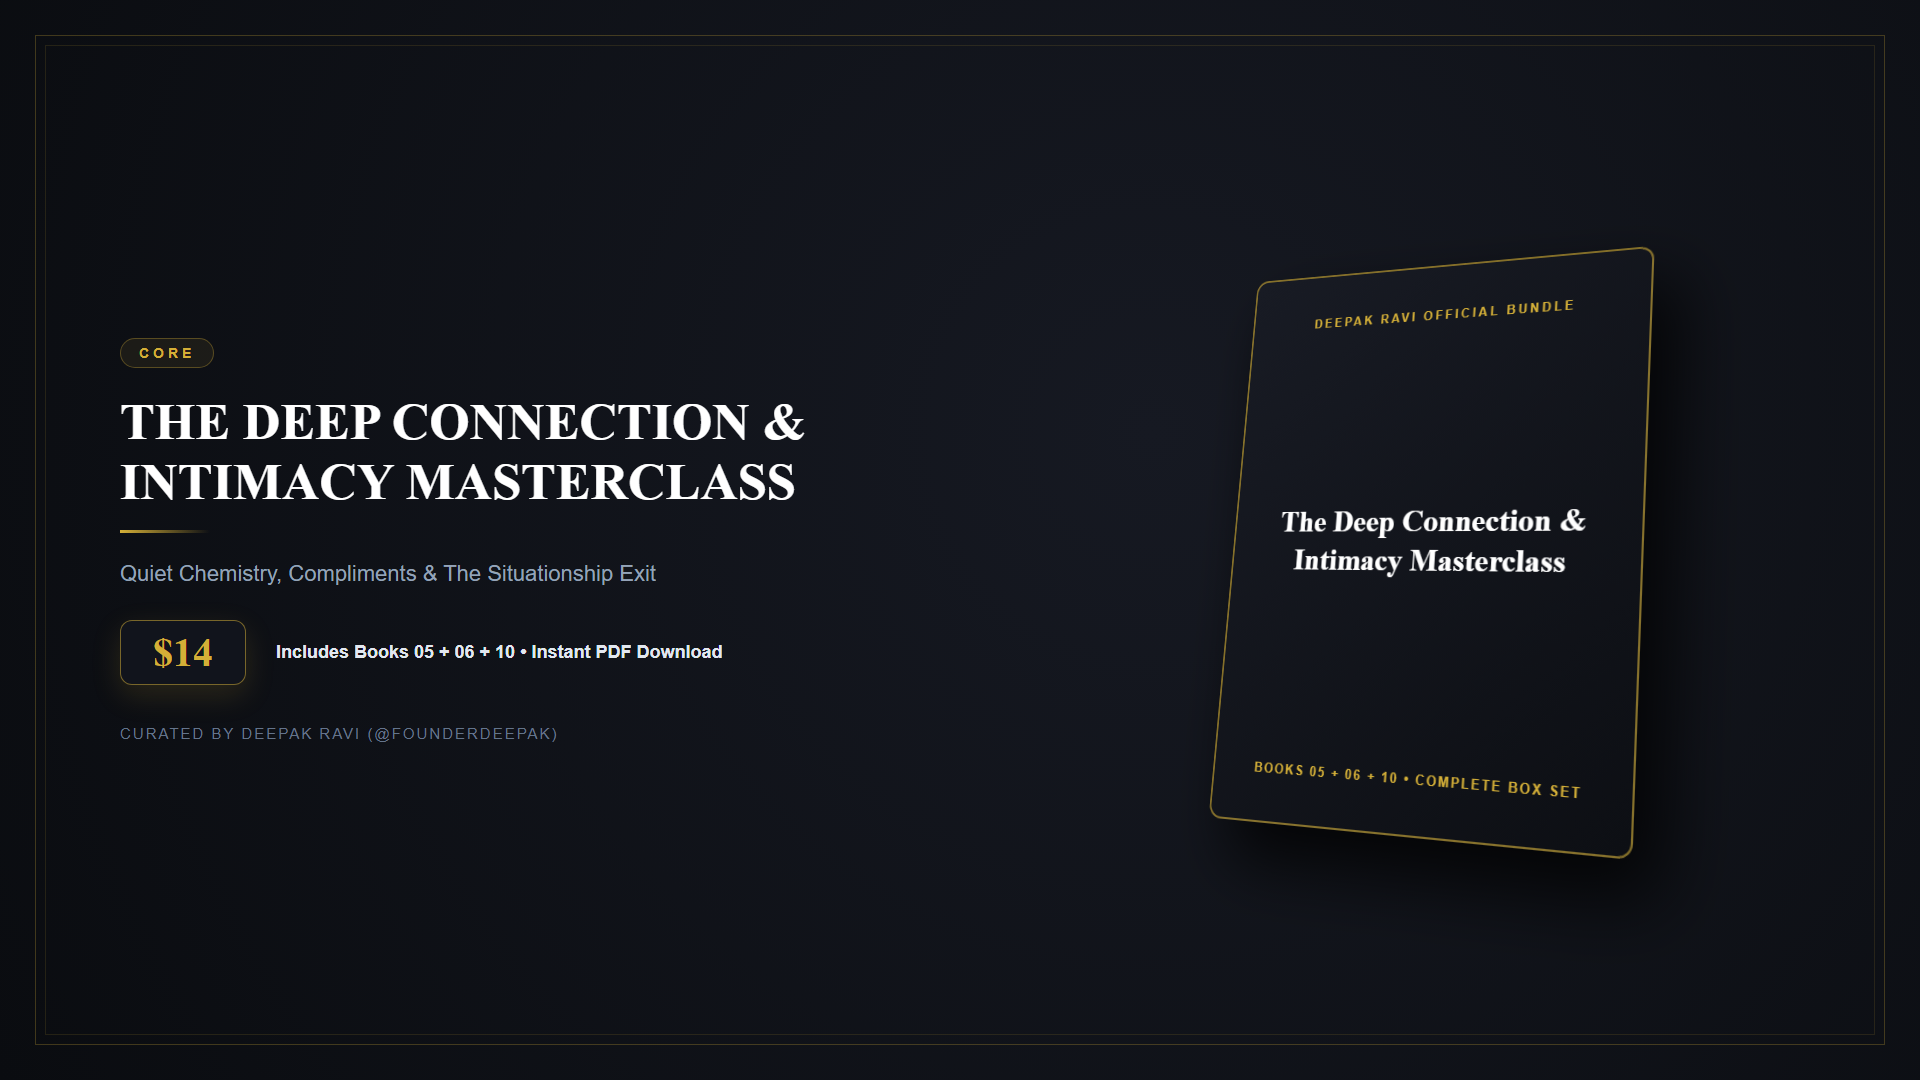 CORE
THE DEEP CONNECTION &
INTIMACY MASTERCLASS
Quiet Chemistry, Compliments & The Situationship Exit
$14
Includes Books 05 + 06 + 10 • Instant PDF Download
CURATED BY DEEPAK RAVI (@FOUNDERDEEPAK)
DEEPAK RAVI OFFICIAL BUNDLE
The Deep Connection &
Intimacy Masterclass
BOOKS 05 + 06 + 10 • COMPLETE BOX SET